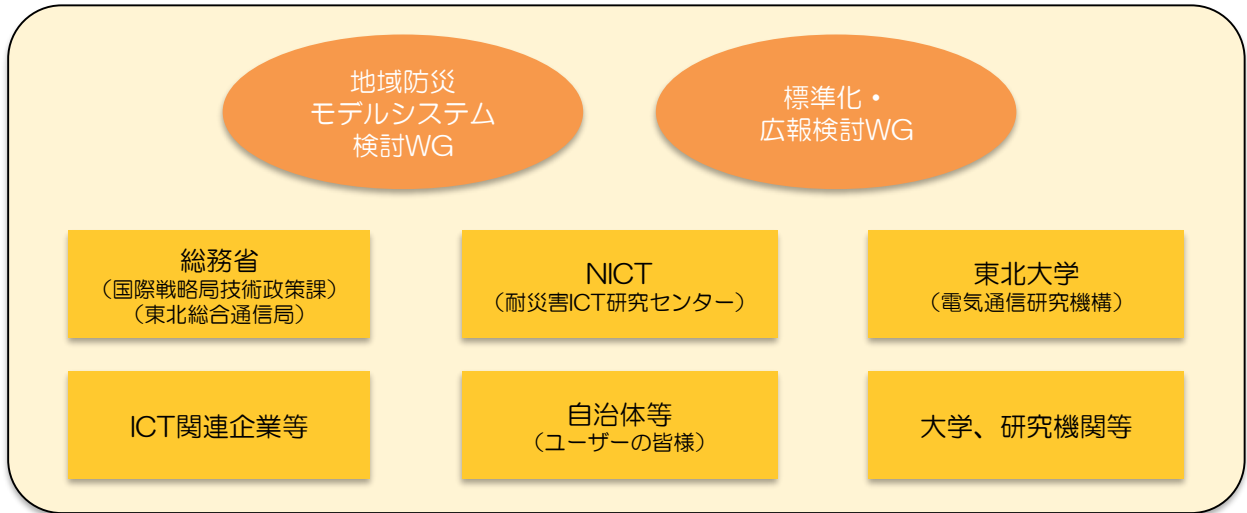 地域防災
モデルシステム
検討WG
標準化・
広報検討WG
総務省
（国際戦略局技術政策課）
（東北総合通信局）
NICT
（耐災害ICT研究センター）
東北大学
（電気通信研究機構）
ICT関連企業等
自治体等
（ユーザーの皆様）
大学、研究機関等